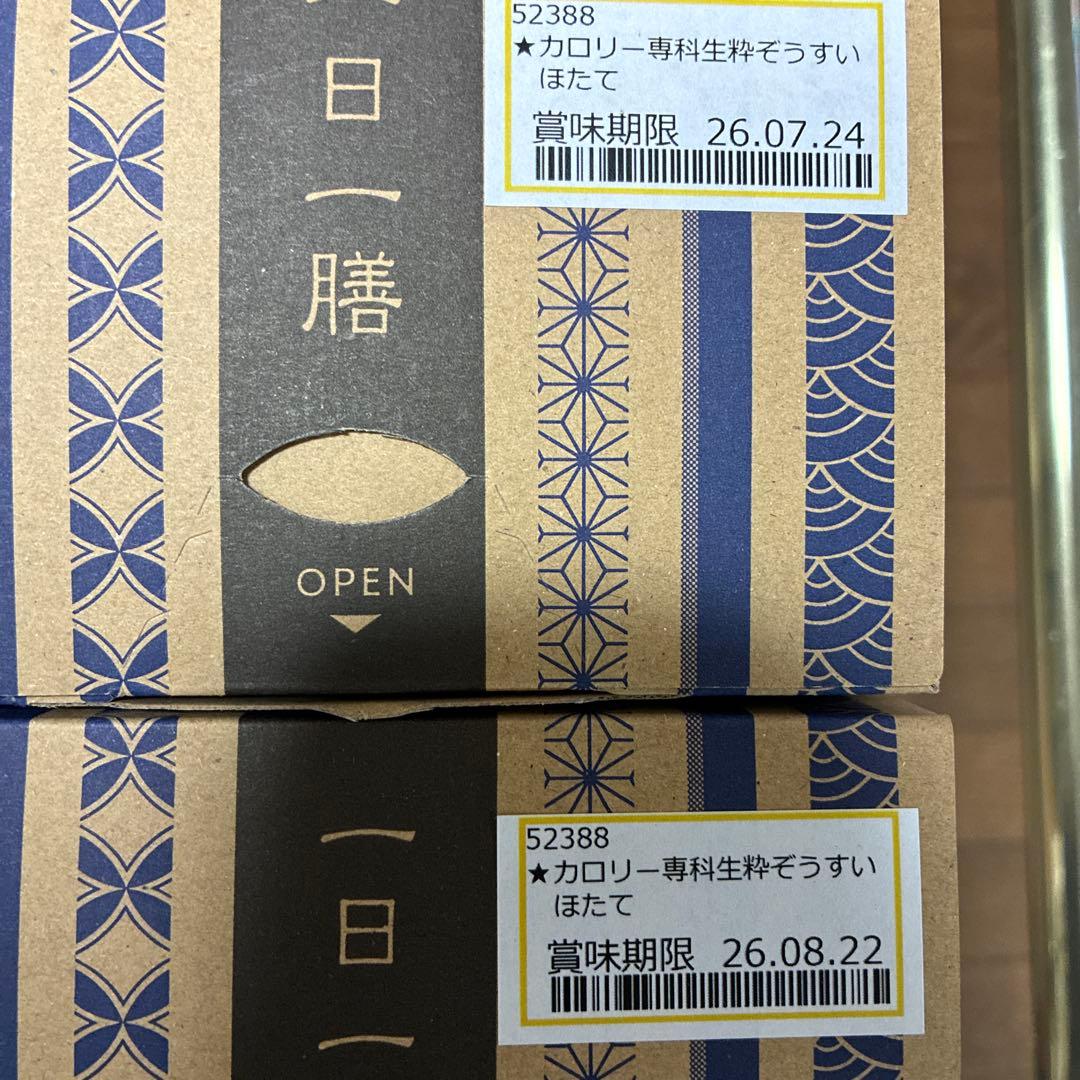 日
一
膳
OPEN
52388
★カロリー専科生粋ぞうすい
ほたて
賞味期限 26.07.24
一
日
一
52388
★カロリー専科生粋ぞうすい
ほたて
賞味期限 26.08.22